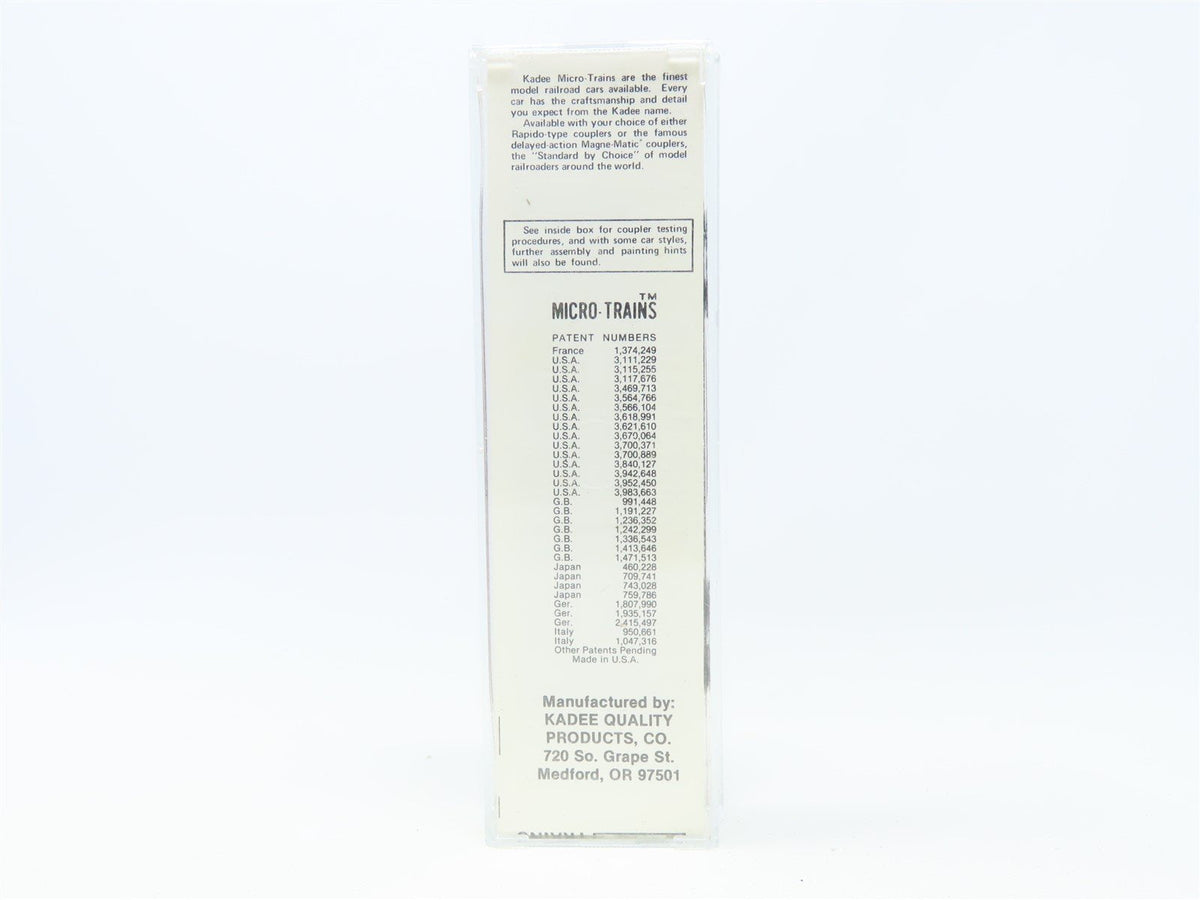 Kadee Micro-Trains are the finest
model railroad cars available. Every
car has the craftsmanship and detail
you expect from the Kadee name.
Available with your choice of either
Rapido-type couplers or the famous
delayed-action Magne-Matic® couplers,
the "Standard by Choice" of model
railroaders around the world.
See inside box for coupler testing
procedures, and with some car styles,
further assembly and painting hints
will also be found.
MICRO-TRAINS™
PATENT NUMBERS
France 1,374,249
U.S.A. 3,111,229
U.S.A. 3,115,255
U.S.A. 3,117,676
U.S.A. 3,469,713
U.S.A. 3,564,766
U.S.A. 3,566,104
U.S.A. 3,618,991
U.S.A. 3,621,610
U.S.A. 3,670,064
U.S.A. 3,700,371
U.S.A. 3,700,889
U.S.A. 3,840,127
U.S.A. 3,942,648
U.S.A. 3,952,450
U.S.A. 3,983,663
G.B. 991,448
G.B. 1,191,227
G.B. 1,236,352
G.B. 1,242,299
G.B. 1,336,543
G.B. 1,413,646
G.B. 1,471,513
Japan 460,228
Japan 709,741
Japan 743,028
Japan 759,786
Ger. 1,807,990
Ger. 1,935,157
Ger. 2,415,497
Italy 950,661
Italy 1,047,316
Other Patents Pending
Made in U.S.A.
Manufactured by:
KADEE QUALITY
PRODUCTS, CO.
720 So. Grape St.
Medford, OR 97501